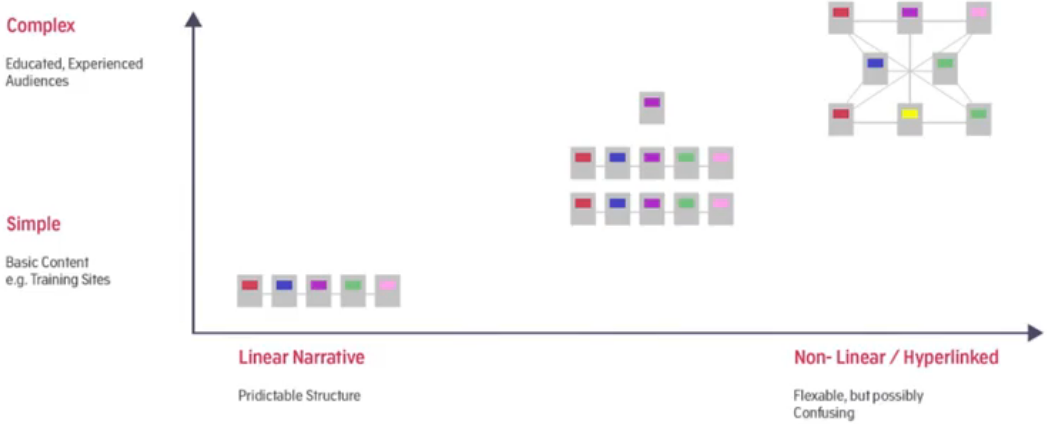 Complex
Educated, Experienced
Audiences
Simple
Basic Content
e.g. Training Sites
Linear Narrative
Pridictable Structure
Non- Linear / Hyperlinked
Flexable, but possibly
Confusing